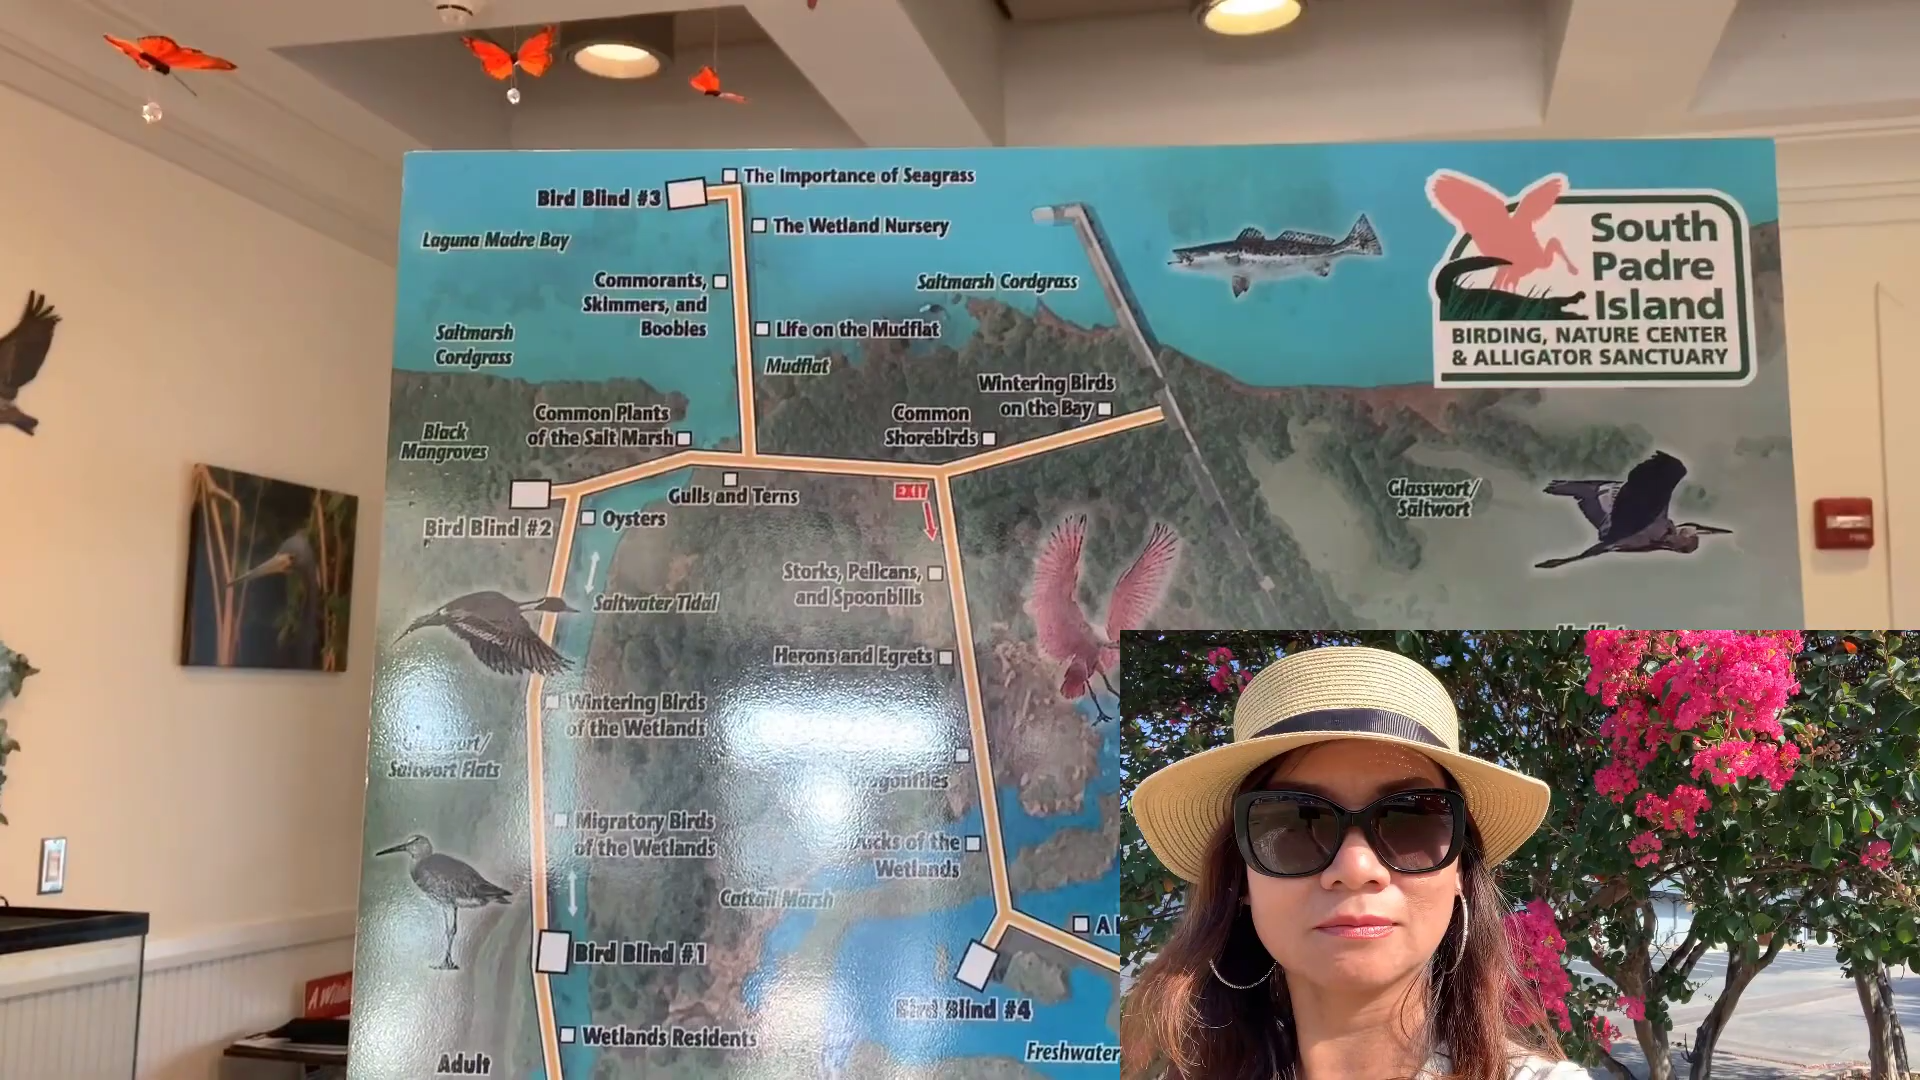 The Importance of Seagrass
Bird Blind #3
The Wetland Nursery
Laguna Madre Bay
Commorants,
Skimmers, and
Boobles
Saltmarsh Cordgrass
South
Padre
Island
BIRDING, NATURE CENTER
& ALLIGATOR SANCTUARY
Saltmarsh
Cordgrass
Life on the Mudflat
Mudflat
Wintering Birds
on the Bay
Common Plants
of the Salt Marsh
Common
Shorebirds
Black
Mangroves
Gulls and Terns
EXIT
Glasswort/
Saltwort
Bird Blind #2
Oysters
Storks, Pelicans,
and Spoonbills
Saltwater Tidal
Herons and Egrets
Wintering Birds
of the Wetlands
Saltwort Flats
Migratory Birds
of the Wetlands
of the
Wetlands
Cattail Marsh
Bird Blind #1
Bird Blind #4
Wetlands Residents
Freshwater
Adult